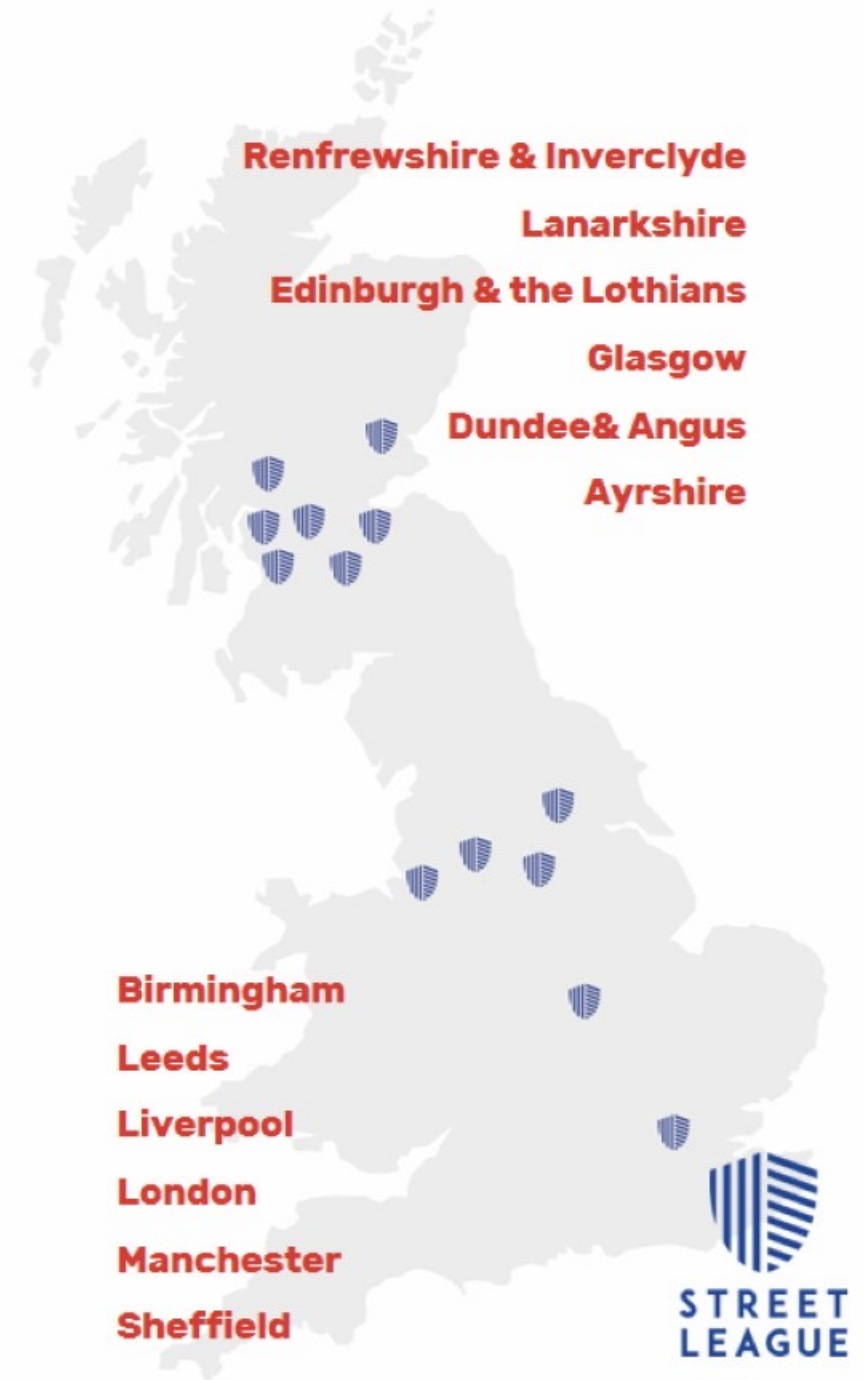 Renfrewshire & Inverclyde
Lanarkshire
Edinburgh & the Lothians
Glasgow
Dundee& Angus
Ayrshire
Birmingham
Leeds
Liverpool
London
Manchester
Sheffield
STREET
LEAGUE